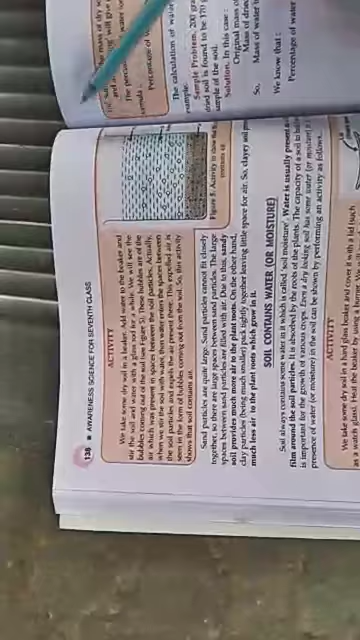 138 ■ AWARENESS SCIENCE FOR SEVENTH CLASS
ACTIVITY
We take some dry soil in a beaker. Add water to the beaker and
stir the soil and water with a glass rod for a while. We will see the
bubbles coming out of the soil (see Figure 5). These bubbles are of the
air which was present in spaces between the soil particles. Actually,
when we stir the soil with water, then water enters the spaces between
the soil particles and expels the air present there. This expelled air is
seen in the form of bubbles coming out from the soil. So, this activity
shows that soil contains air.
Figure 5. Activity to show that
contains air.
Sand particles are quite large. Sand particles cannot fit closely
together, so there are large spaces between sand particles. The large
spaces between sand particles are filled with air. Due to this, sandy
soil provides much more air to the plant roots. On the other hand,
clay particles (being much smaller) pack tightly together leaving little space for air. So, clayey soil
much less air to the plant roots which grow in it.
SOIL CONTAINS WATER (OR MOISTURE)
Soil always contains some water in it which is called 'soil moisture'. Water is usually present
film around the soil particles. It is absorbed by the roots of the plants. The capacity of a soil to
is important for the growth of various crops. Even a dry looking soil has some water (or moisture)
presence of water (or moisture) in the soil can be shown by performing an activity as follows.
ACTIVITY
We take some dry soil in a hard glass beaker and cover it with a lid (such
as a watch glass). Heat the beaker by using a
mass of dry
will give
The
water
Percentage of
The calculation of water
example.
Sample Problem. 200
dried soil is found to be 170
sample of the soil.
Solution. In this case :
Original mass of
Mass of dried
So, Mass of water
We know that :
Percentage of water